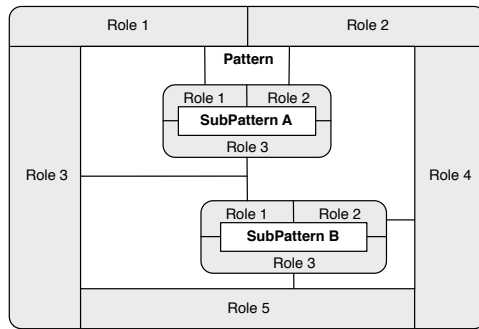 Role 1
Role 2
Pattern
Role 1
Role 2
SubPattern A
Role 3
Role 3
Role 4
Role 1
Role 2
SubPattern B
Role 3
Role 5